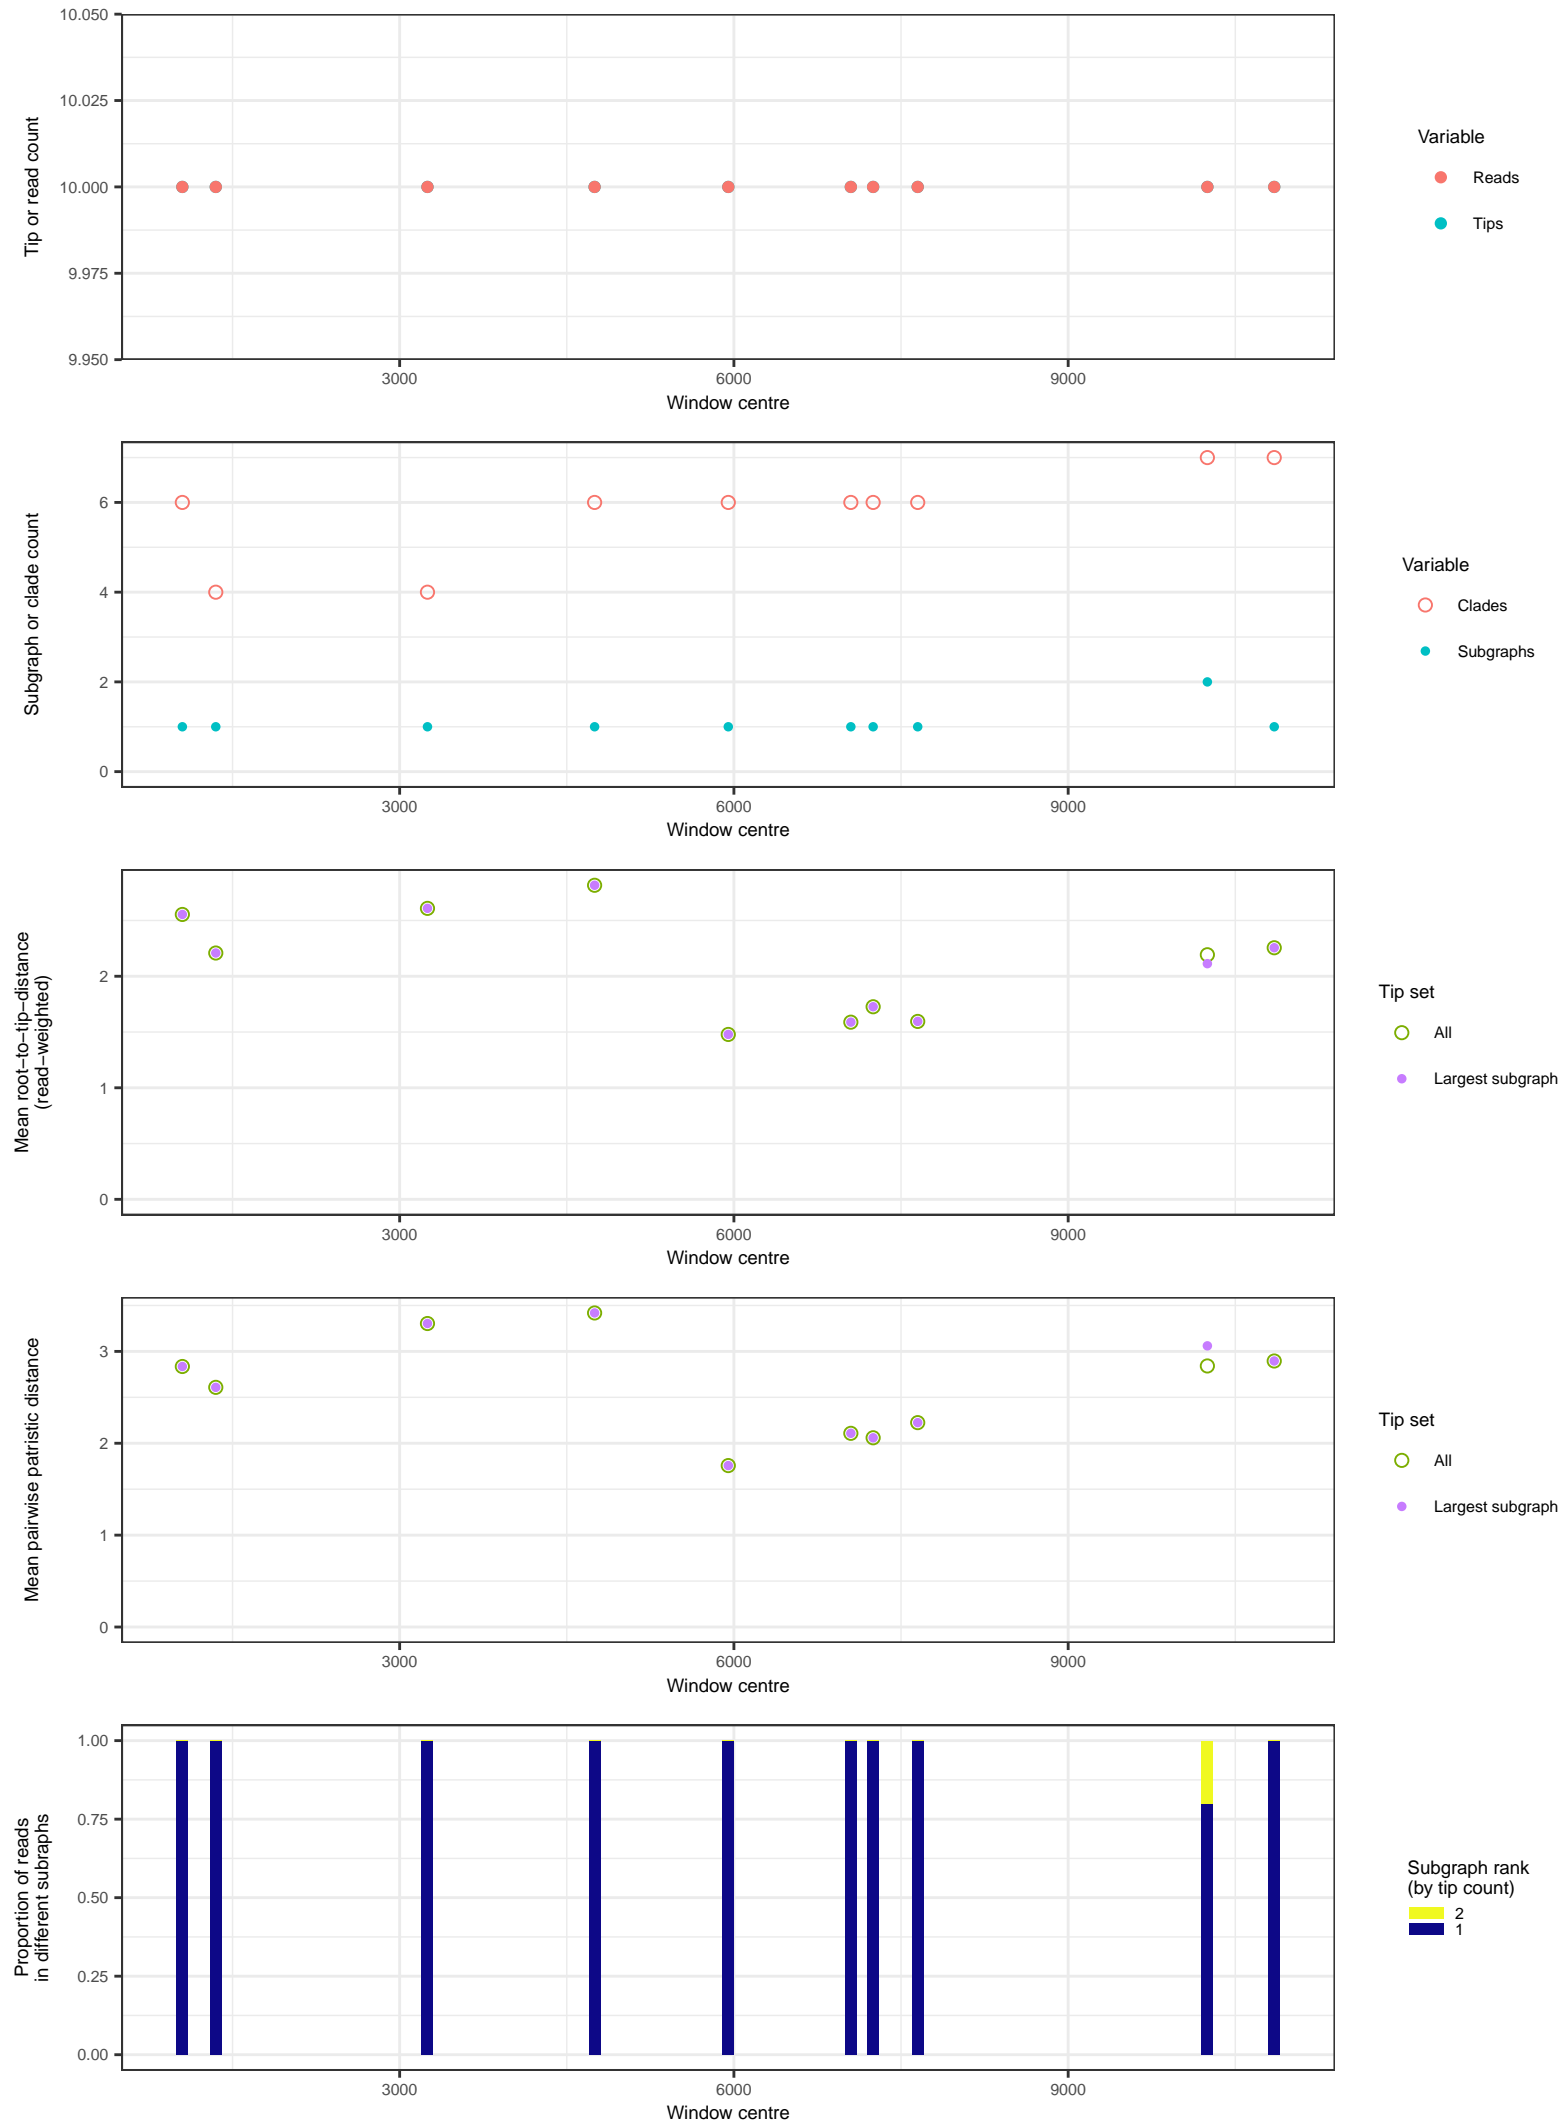 10.050
10.025
10.000
9.975
9.950
Tip or read count
3000 6000 9000
Window centre
Variable
Reads
Tips
6
4
2
0
Subgraph or clade count
3000 6000 9000
Window centre
Variable
Clades
Subgraphs
2
1
0
Mean root−to−tip−distance
(read−weighted)
3000 6000 9000
Window centre
Tip set
All
Largest subgraph
3
2
1
0
Mean pairwise patristic distance
3000 6000 9000
Window centre
Tip set
All
Largest subgraph
1.00
0.75
0.50
0.25
0.00
Proportion of reads
in different subraphs
3000 6000 9000
Window centre
Subgraph rank
(by tip count)
2
1